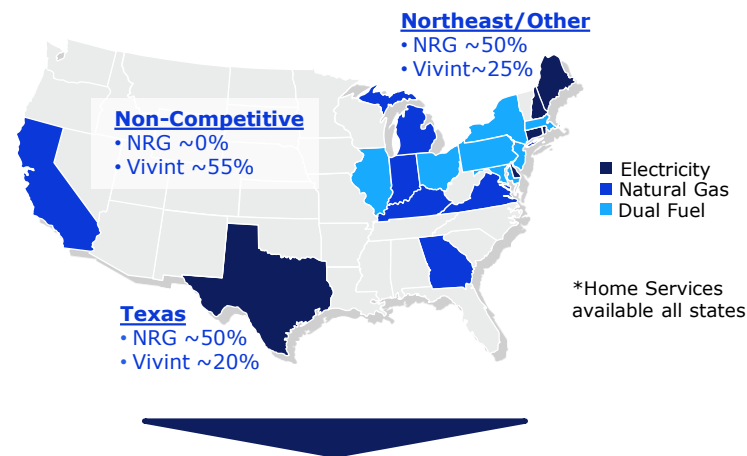 Northeast/Other
• NRG ~50%
• Vivint~25%
Non-Competitive
• NRG ~0%
• Vivint ~55%
Electricity
Natural Gas
Dual Fuel
*Home Services
available all states
Texas
• NRG ~50%
• Vivint ~20%